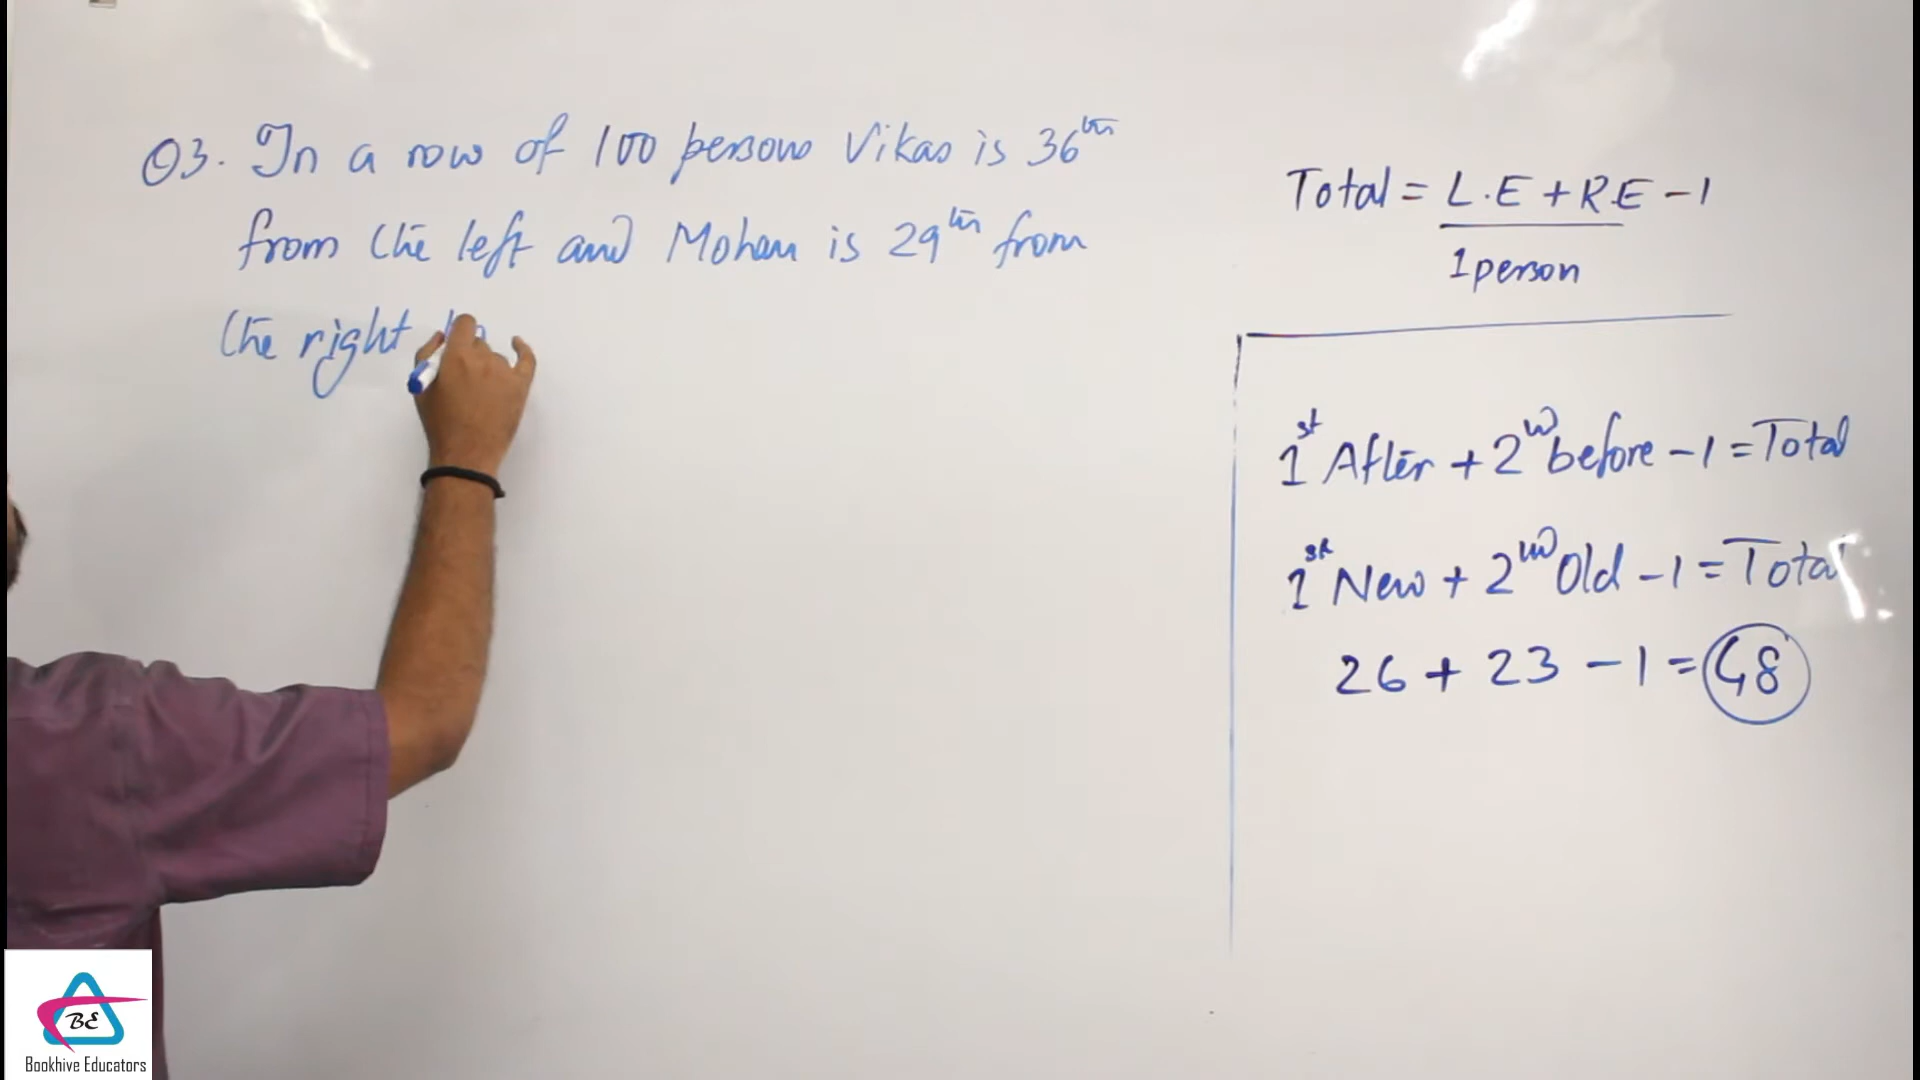 Q3. In a row of 100 persons Vikas is 36th
from the left and Mohan is 29th from
the right
Total = L.E + R.E - 1
1 person
1st After + 2nd before - 1 = Total
1st New + 2nd Old - 1 = Total
26 + 23 - 1 = 48
BE
Bookhive Educators